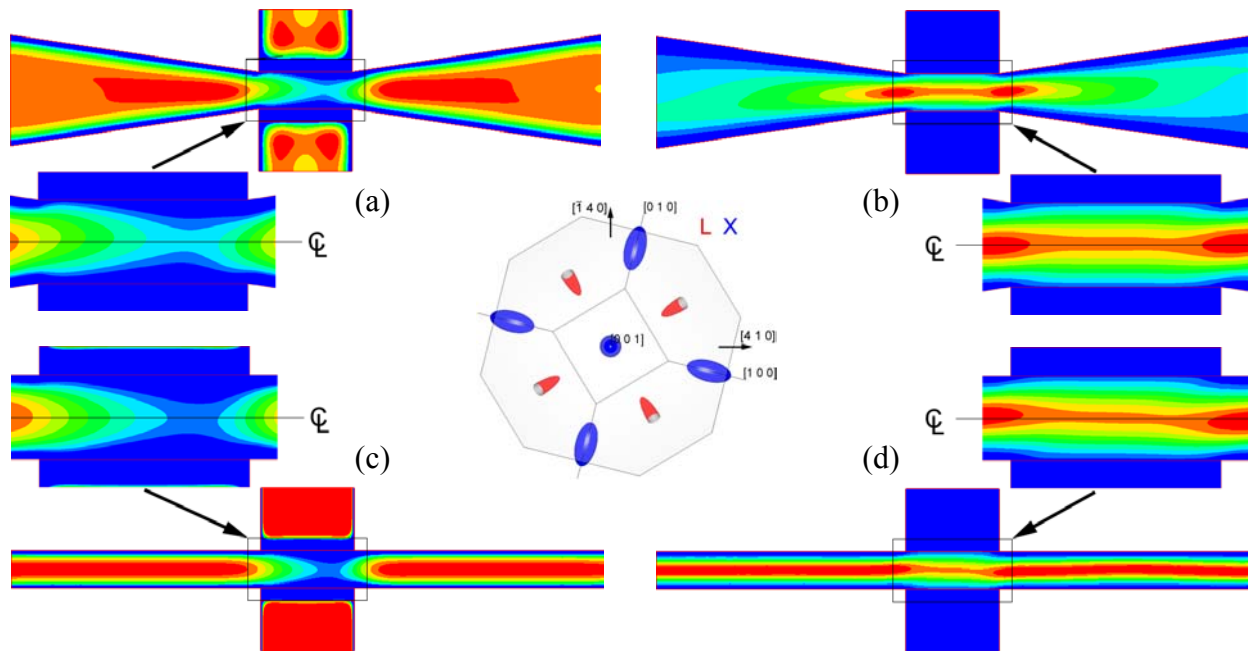 (a)
(b)
℄
℄
[1̄ 4 0]
[0 1 0]
L X
[0 0 1]
[4 1 0]
[1 0 0]
℄
℄
(c)
(d)